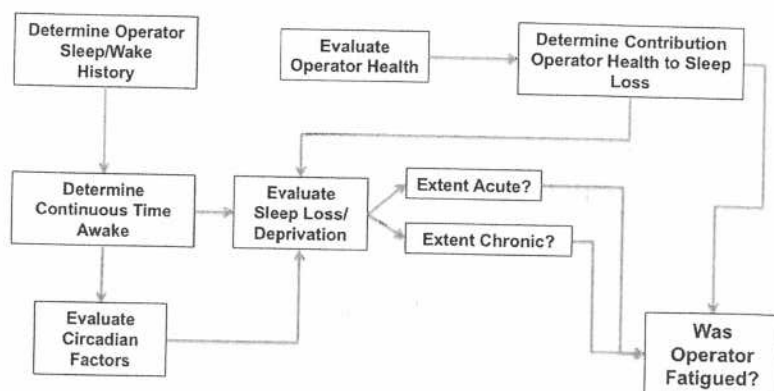 Determine Operator
Sleep/Wake
History
Evaluate
Operator Health
Determine Contribution
Operator Health to Sleep
Loss
Determine
Continuous Time
Awake
Evaluate
Sleep Loss/
Deprivation
Extent Acute?
Extent Chronic?
Evaluate
Circadian
Factors
Was
Operator
Fatigued?